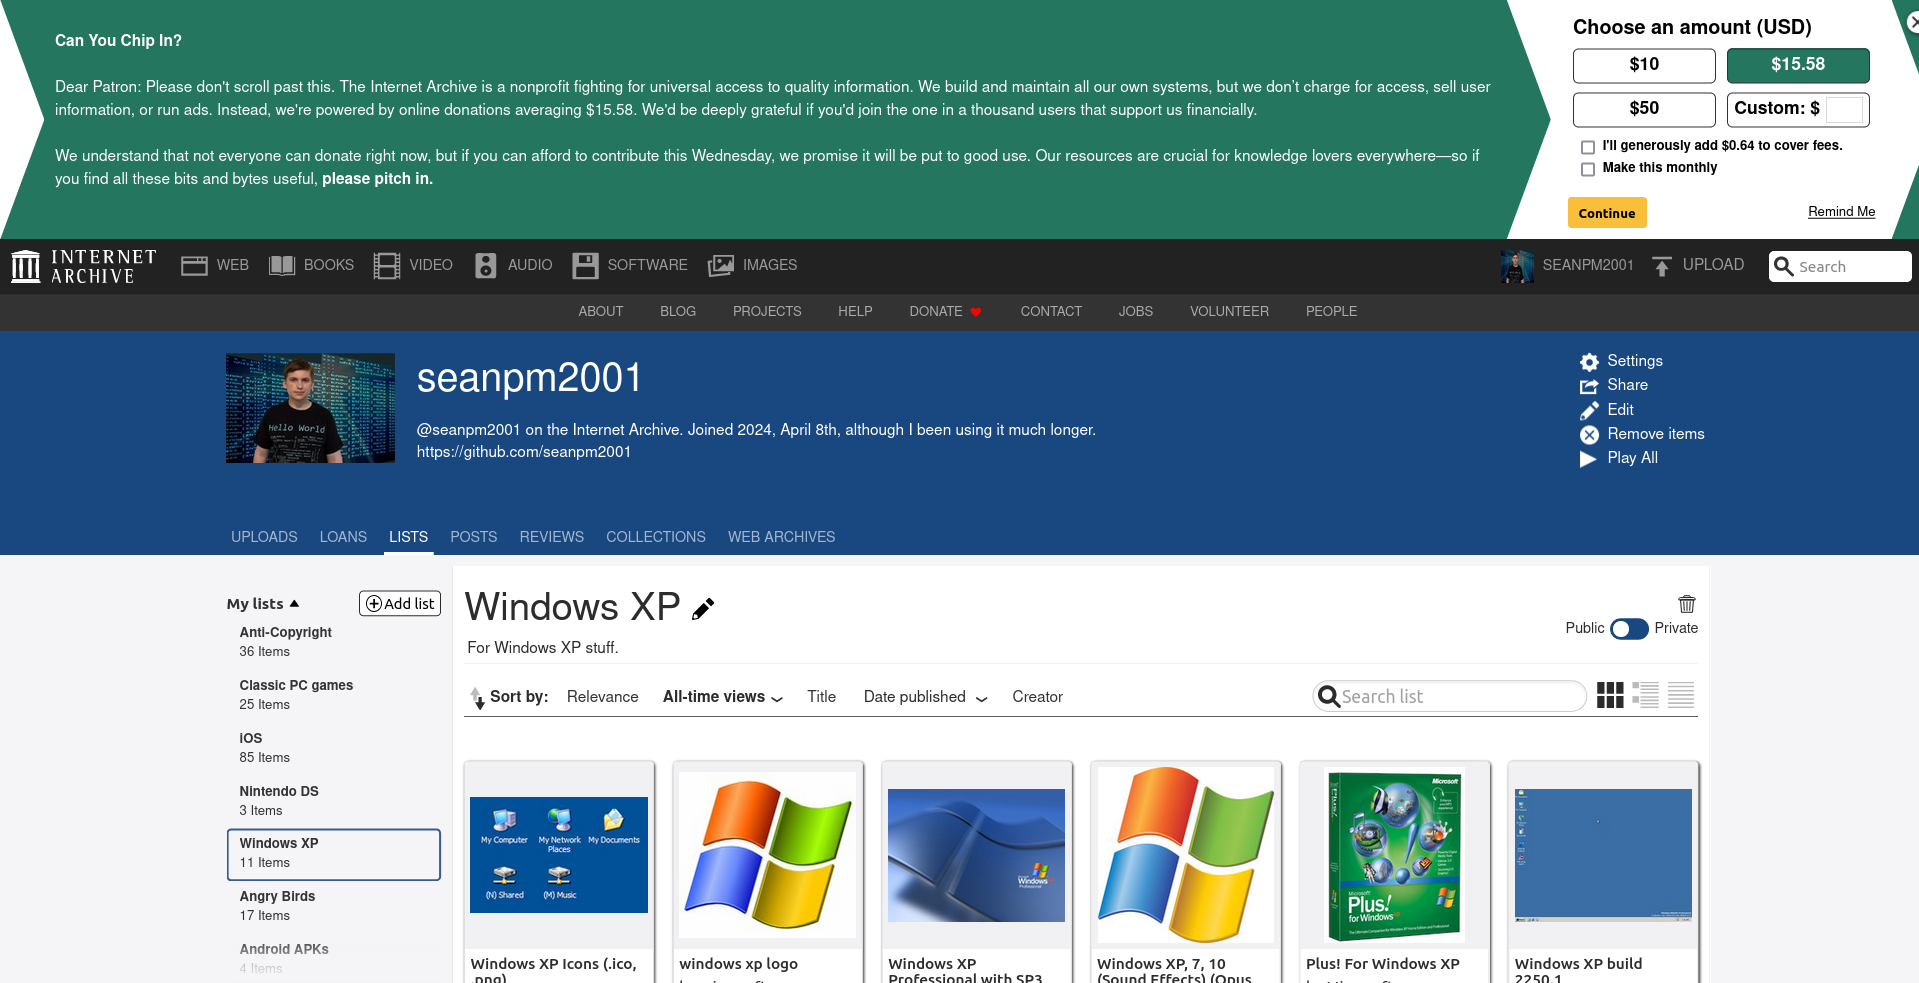 Can You Chip In?
Dear Patron: Please don't scroll past this. The Internet Archive is a nonprofit fighting for universal access to quality information. We build and maintain all our own systems, but we don’t charge for access, sell user
information, or run ads. Instead, we're powered by online donations averaging $15.58. We'd be deeply grateful if you'd join the one in a thousand users that support us financially.
We understand that not everyone can donate right now, but if you can afford to contribute this Wednesday, we promise it will be put to good use. Our resources are crucial for knowledge lovers everywhere—so if
you find all these bits and bytes useful, please pitch in.
Choose an amount (USD)
$10
$15.58
$50
Custom: $
I'll generously add $0.64 to cover fees.
Make this monthly
Continue
Remind Me
INTERNET ARCHIVE
WEB
BOOKS
VIDEO
AUDIO
SOFTWARE
IMAGES
SEANPM2001
UPLOAD
Search
ABOUT
BLOG
PROJECTS
HELP
DONATE
CONTACT
JOBS
VOLUNTEER
PEOPLE
Hello World
seanpm2001
@seanpm2001 on the Internet Archive. Joined 2024, April 8th, although I been using it much longer.
https://github.com/seanpm2001
Settings
Share
Edit
Remove items
Play All
UPLOADS
LOANS
LISTS
POSTS
REVIEWS
COLLECTIONS
WEB ARCHIVES
My lists
Add list
Anti-Copyright
36 Items
Classic PC games
25 Items
iOS
85 Items
Nintendo DS
3 Items
Windows XP
11 Items
Angry Birds
17 Items
Android APKs
4 Items
Windows XP
For Windows XP stuff.
Public
Private
Sort by:
Relevance
All-time views
Title
Date published
Creator
Search list
My Computer
My Network Places
My Documents
(N) Shared
(M) Music
Windows XP Icons (.ico, .png)
windows xp logo
Windows
Professional
Windows XP Professional with SP3
Windows XP, 7, 10 (Sound Effects) (Opus
Microsoft
Plus!
Microsoft
Plus!
for Windows
Plus! For Windows XP
Windows XP build 2250.1